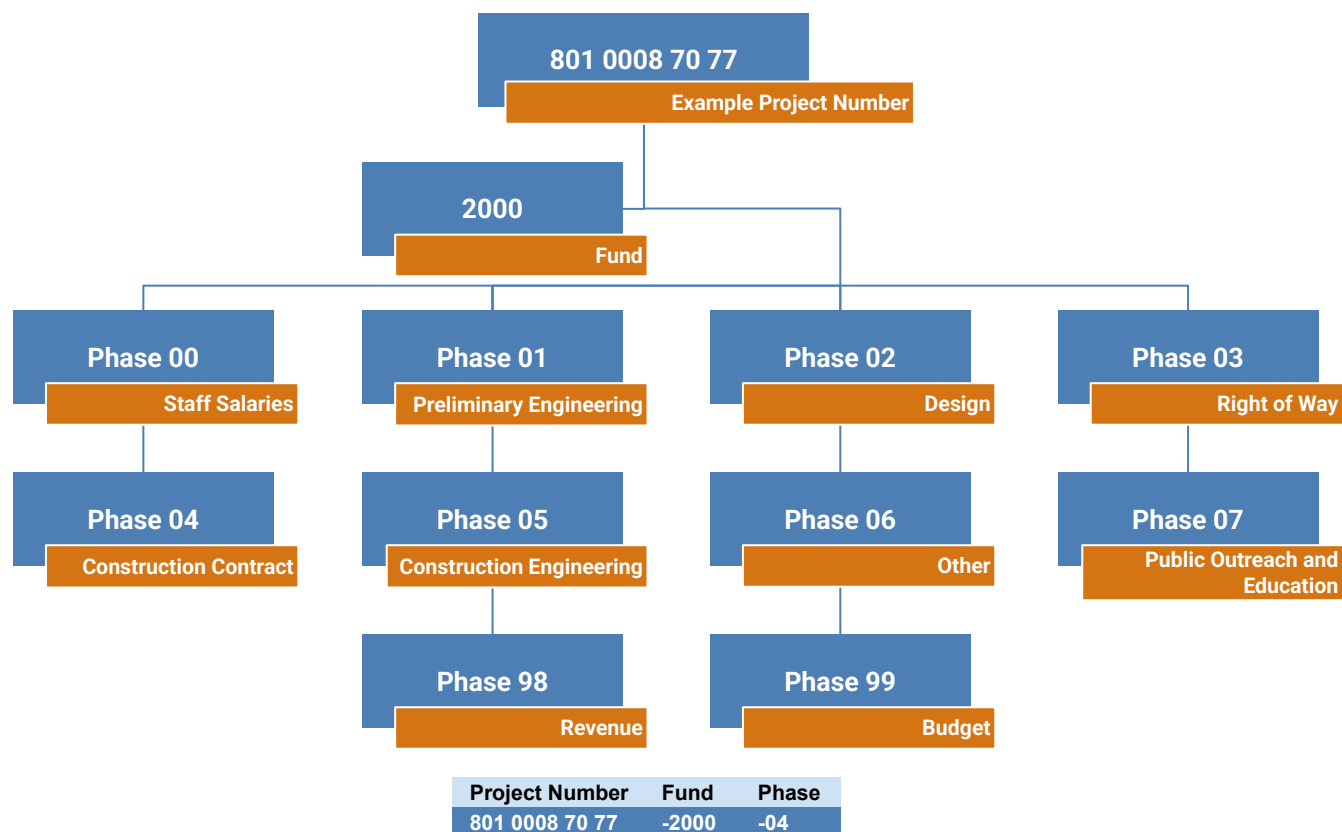 801 0008 70 77
Example Project Number
2000
Fund
Phase 00
Staff Salaries
Phase 01
Preliminary Engineering
Phase 02
Design
Phase 03
Right of Way
Phase 04
Construction Contract
Phase 05
Construction Engineering
Phase 06
Other
Phase 07
Public Outreach and
Education
Phase 98
Revenue
Phase 99
Budget
Project Number Fund Phase
801 0008 70 77 -2000 -04